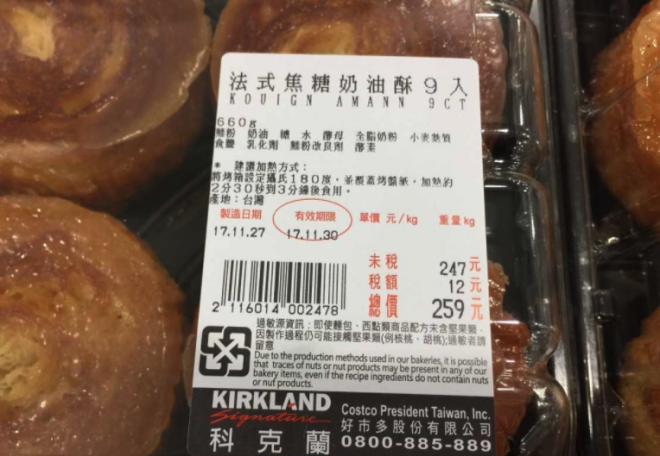 法式焦糖奶油酥9入
KOUIGN AMANN 9CT
660g
麵粉 奶油 糖 水 酵母 全脂奶粉 小麥麩質
食鹽 乳化劑 麵粉改良劑 酵素
* 建議加熱方式:
將烤箱設定攝氏180度,並覆蓋烤盤紙,加熱約
2分30秒到3分鐘後食用。
產地:台灣
製造日期 有效期限 單價 元/kg 重量kg
17.11.27 17.11.30
未稅 247元
稅額 12元
總價 259元
2 116014 002478
過敏源資訊:即使麵包、西點類商品配方未含堅果類,
因製作過程仍可能接觸堅果類(例核桃、胡桃);過敏者請
留意
Due to the production methods used in our bakeries, it is possible
that traces of nuts or nut products may be present in any of our
bakery items, even if the recipe ingredients do not contain nuts
or nut products.
KIRKLAND
Signature
科克蘭
Costco President Taiwan, Inc.
好市多股份有限公司
0800-885-889